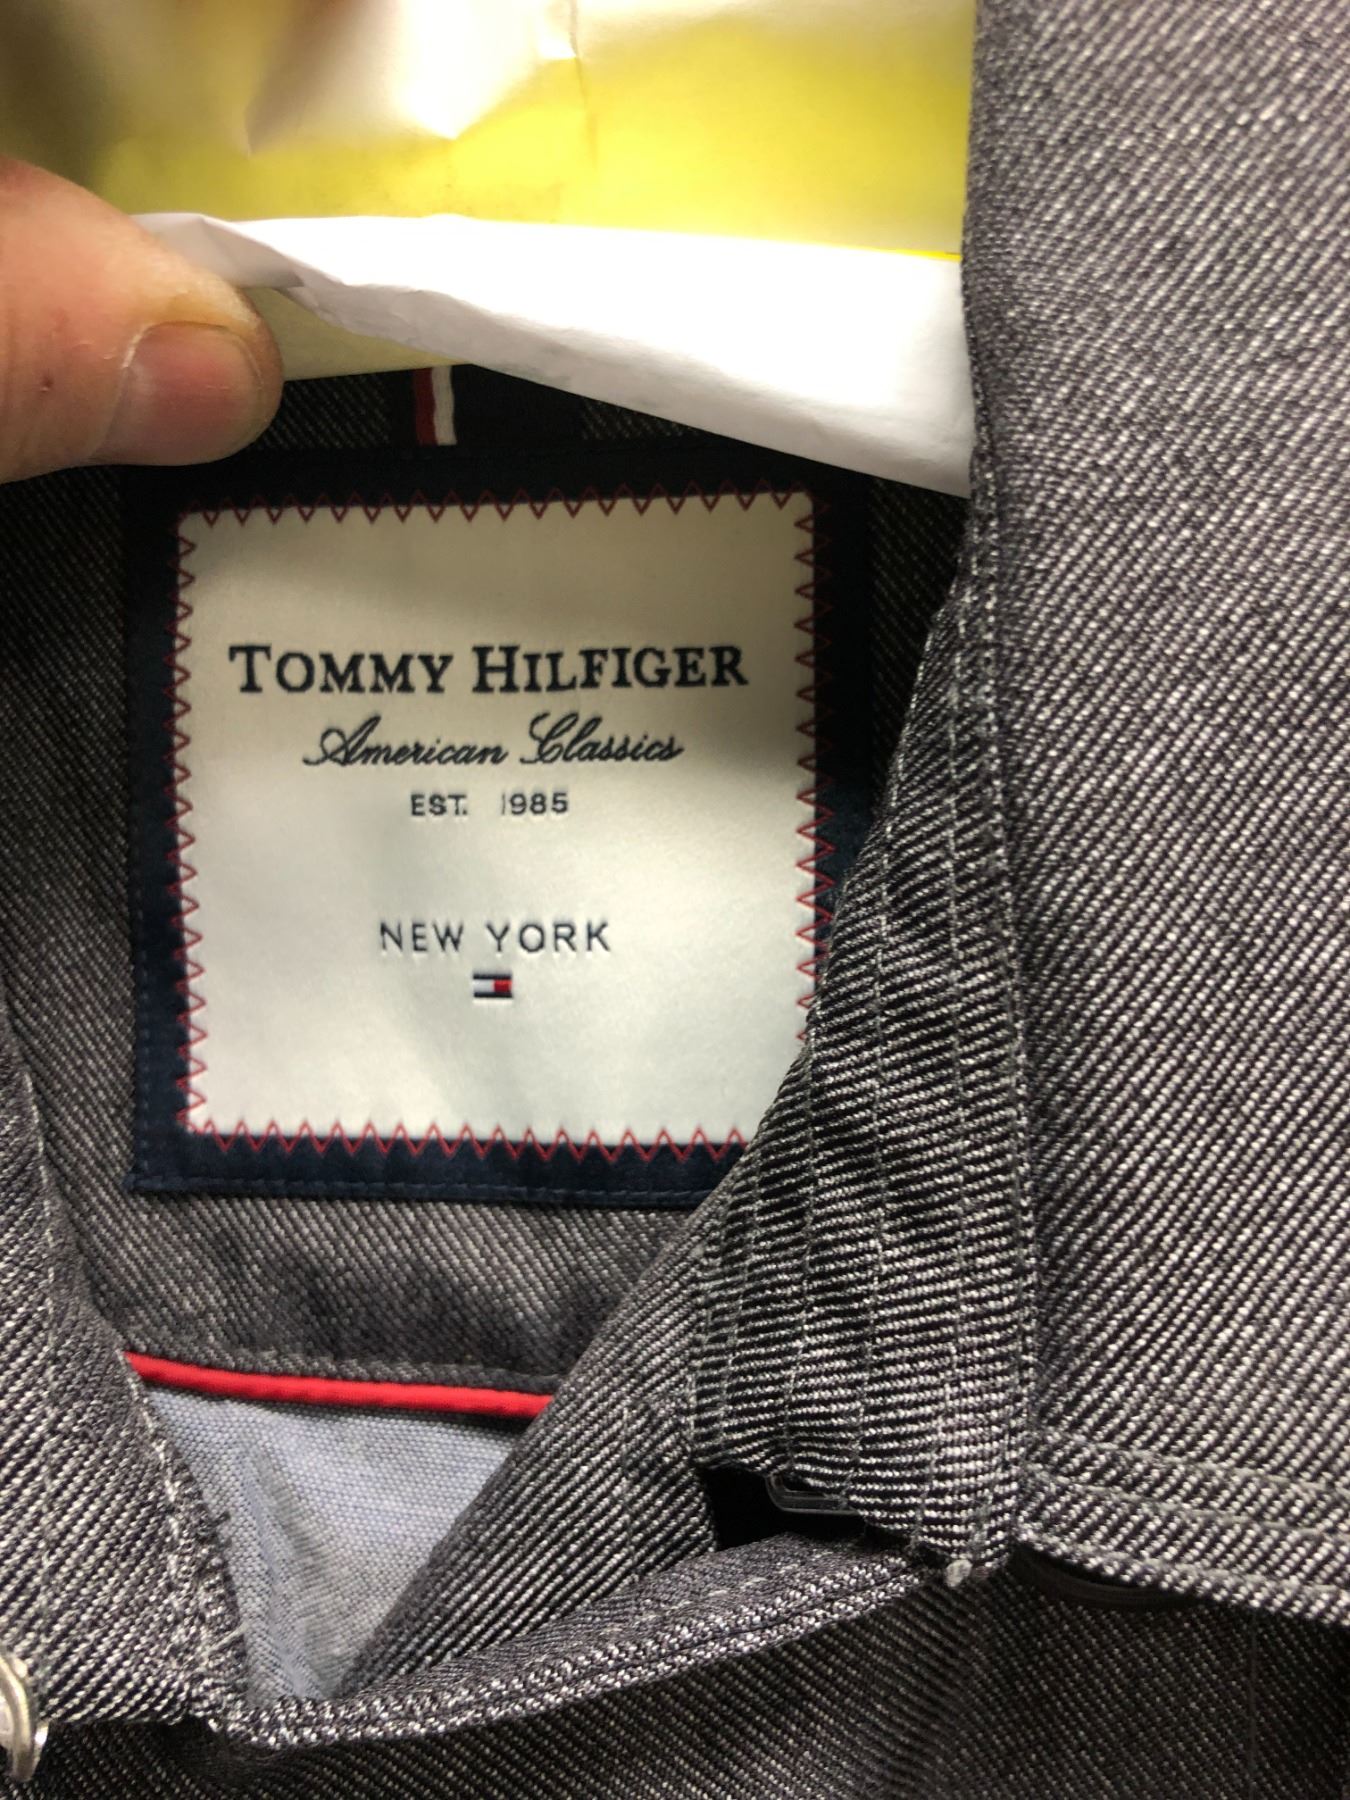 TOMMY HILFIGER
American Classics
EST. 1985
NEW YORK